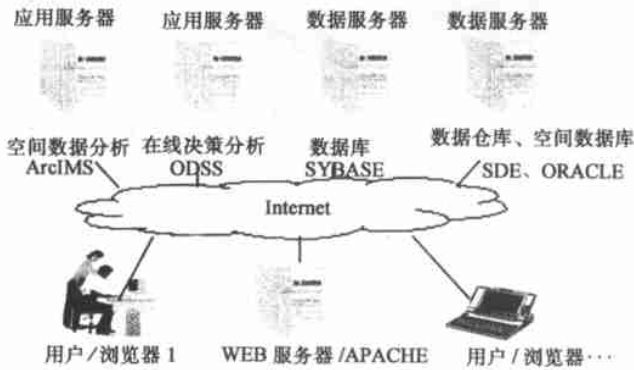 应用服务器 应用服务器 数据服务器 数据服务器
空间数据分析 在线决策分析 数据库 数据仓库、空间数据库
ArcIMS ODSS SYBASE SDE、ORACLE
Internet
用户/浏览器 1 WEB 服务器/APACHE 用户/浏览器…